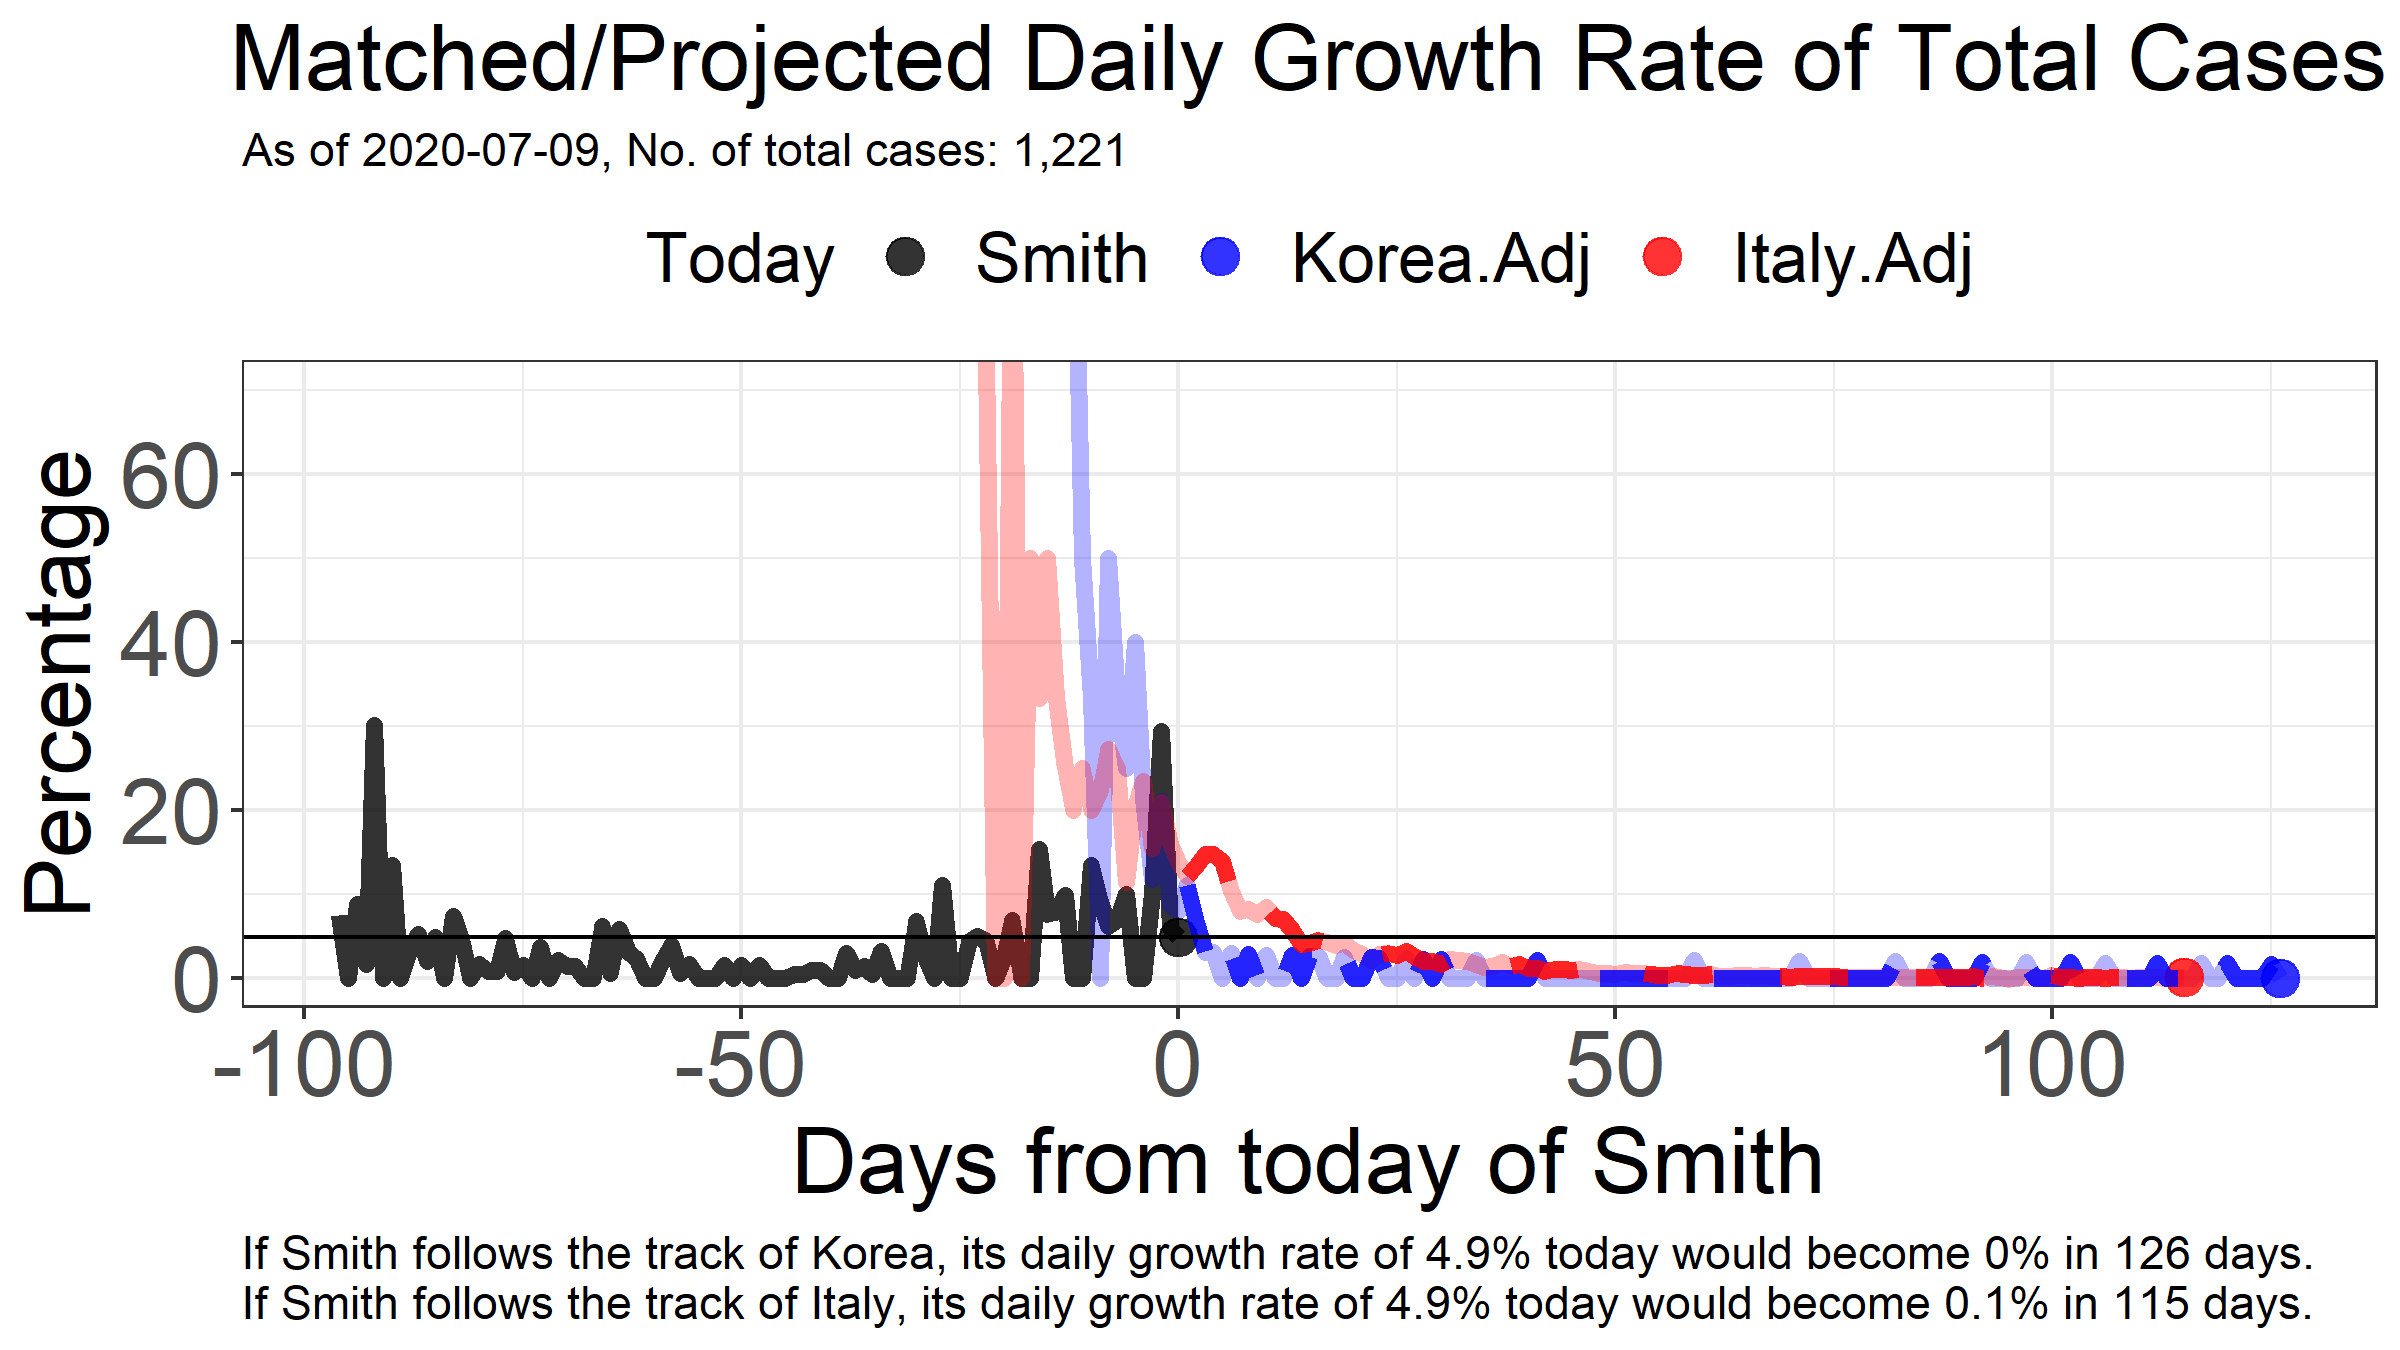 Matched/Projected Daily Growth Rate of Total Cases
As of 2020-07-09, No. of total cases: 1,221
Today Smith Korea.Adj Italy.Adj
Percentage
60
40
20
0
-100 -50 0 50 100
Days from today of Smith
If Smith follows the track of Korea, its daily growth rate of 4.9% today would become 0% in 126 days.
If Smith follows the track of Italy, its daily growth rate of 4.9% today would become 0.1% in 115 days.